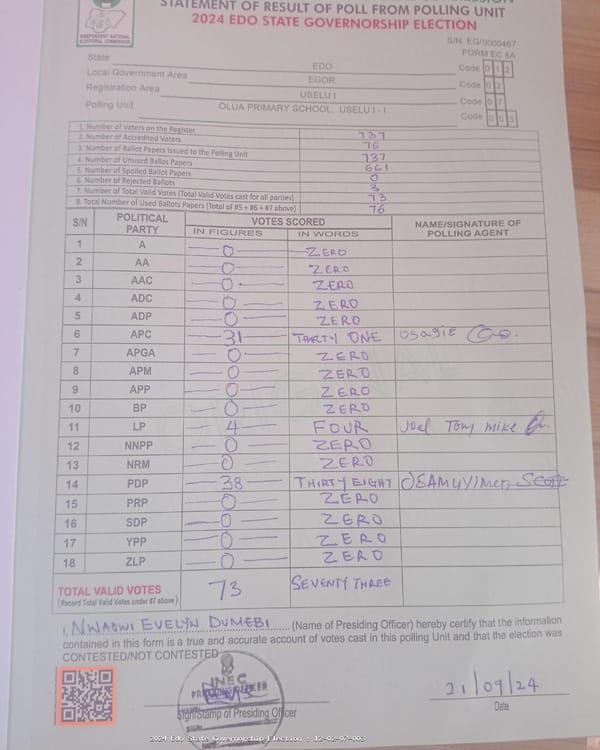 STATEMENT OF RESULT OF POLL FROM POLLING UNIT
2024 EDO STATE GOVERNORSHIP ELECTION
INDEPENDENT NATIONAL
ELECTORAL COMMISSION
S/N EG/0000467
FORM EC 8A
State EDO Code 0 1 2
Local Government Area EGOR Code 0 2
Registration Area USELU I Code 0 7
Polling Unit OLUA PRIMARY SCHOOL, USELU I - I Code 0 0 3
1. Number of Voters on the Register 737
2. Number of Accredited Voters 76
3. Number of Ballot Papers Issued to the Polling Unit 737
4. Number of Unused Ballot Papers 661
5. Number of Spoiled Ballot Papers 0
6. Number of Rejected Ballots 3
7. Number of Total Valid Votes (Total Valid Votes cast for all parties) 73
8. Total Number of Used Ballots Papers (Total of #5 + #6 + #7 above) 76
S/N POLITICAL PARTY VOTES SCORED NAME/SIGNATURE OF POLLING AGENT
IN FIGURES IN WORDS
1 A 0 ZERO
2 AA 0 ZERO
3 AAC 0 ZERO
4 ADC 0 ZERO
5 ADP 0 ZERO
6 APC 31 THIRTY ONE Osagie
7 APGA 0 ZERO
8 APM 0 ZERO
9 APP 0 ZERO
10 BP 0 ZERO
11 LP 4 FOUR Joel Tony mike
12 NNPP 0 ZERO
13 NRM 0 ZERO
14 PDP 38 THIRTY EIGHT
15 PRP 0 ZERO
16 SDP 0 ZERO
17 YPP 0 ZERO
18 ZLP 0 ZERO
TOTAL VALID VOTES 73 SEVENTY THREE
(Record Total Valid Votes under #7 above)
I, NWAOWI EVELYN DUMEBI (Name of Presiding Officer) hereby certify that the information
contained in this form is a true and accurate account of votes cast in this polling Unit and that the election was
CONTESTED/NOT CONTESTED
INEC
21/09/24
Sign/Stamp of Presiding Officer Date
2024 Edo State Governorship Election - 12-02-07-003